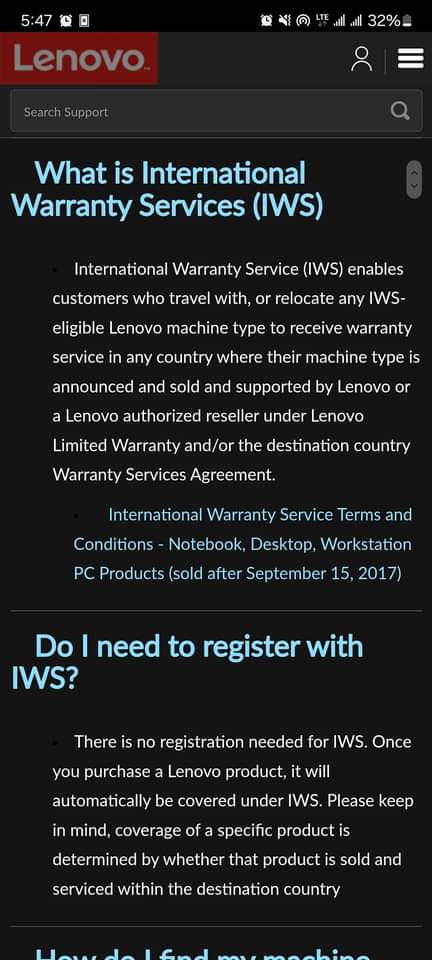 5:47 LTE 32%
Lenovo™
Search Support
What is International
Warranty Services (IWS)
International Warranty Service (IWS) enables
customers who travel with, or relocate any IWS-
eligible Lenovo machine type to receive warranty
service in any country where their machine type is
announced and sold and supported by Lenovo or
a Lenovo authorized reseller under Lenovo
Limited Warranty and/or the destination country
Warranty Services Agreement.
International Warranty Service Terms and
Conditions - Notebook, Desktop, Workstation
PC Products (sold after September 15, 2017)
Do I need to register with
IWS?
There is no registration needed for IWS. Once
you purchase a Lenovo product, it will
automatically be covered under IWS. Please keep
in mind, coverage of a specific product is
determined by whether that product is sold and
serviced within the destination country
How do I find my machine